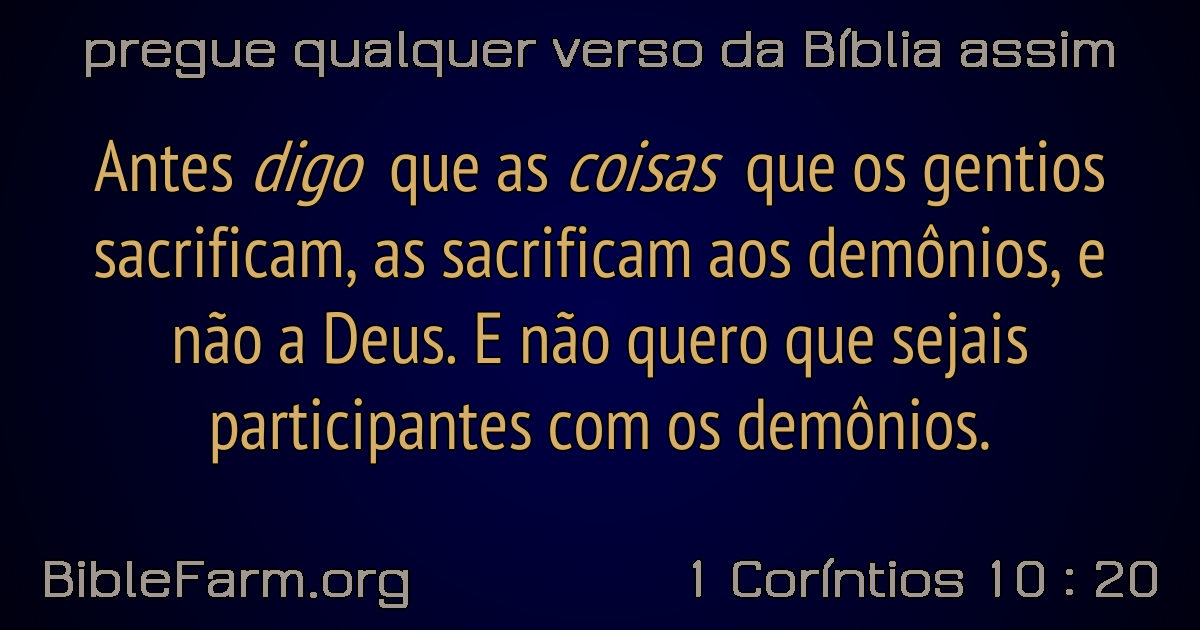 pregue qualquer verso da Bíblia assim
Antes digo que as coisas que os gentios
sacrificam, as sacrificam aos demônios, e
não a Deus. E não quero que sejais
participantes com os demônios.
BibleFarm.org
1 Coríntios 10 : 20